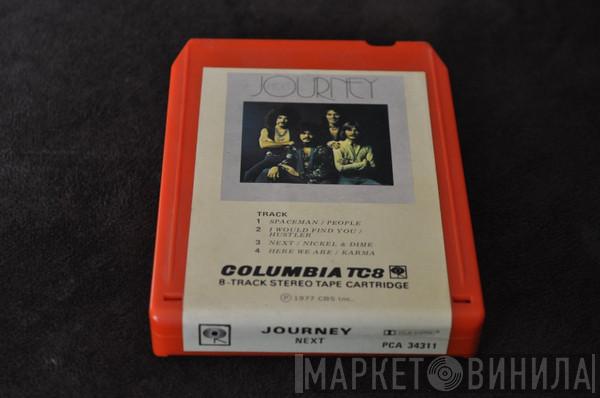 JOURNEY
TRACK
1 SPACEMAN / PEOPLE
2 I WOULD FIND YOU /
HUSTLER
3 NEXT / NICKEL & DIME
4 HERE WE ARE / KARMA
COLUMBIA TC8
8-TRACK STEREO TAPE CARTRIDGE
℗ 1977 CBS Inc.
JOURNEY
NEXT
PCA 34311
МАРКЕТ ВИНИЛА